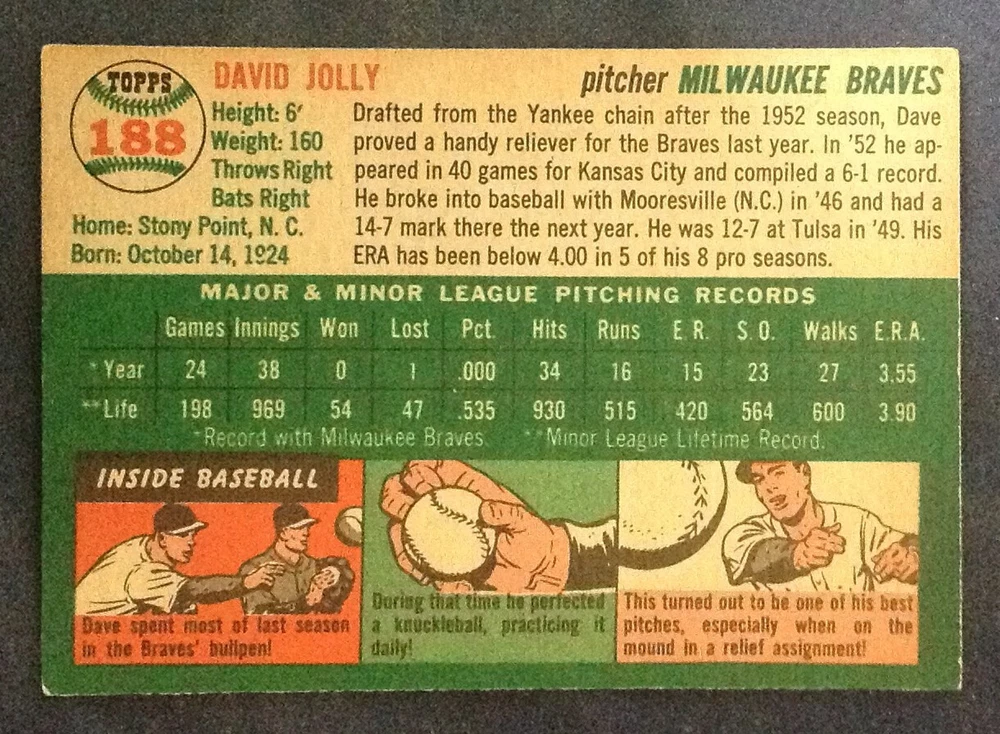 TOPPS
188
DAVID JOLLY
pitcher MILWAUKEE BRAVES
Height: 6'
Weight: 160
Throws Right
Bats Right
Home: Stony Point, N. C.
Born: October 14, 1924
Drafted from the Yankee chain after the 1952 season, Dave
proved a handy reliever for the Braves last year. In '52 he ap-
peared in 40 games for Kansas City and compiled a 6-1 record.
He broke into baseball with Mooresville (N.C.) in '46 and had a
14-7 mark there the next year. He was 12-7 at Tulsa in '49. His
ERA has been below 4.00 in 5 of his 8 pro seasons.
MAJOR & MINOR LEAGUE PITCHING RECORDS
Games Innings Won Lost Pct. Hits Runs E. R. S. O. Walks E.R.A.
*Year 24 38 0 1 .000 34 16 15 23 27 3.55
**Life 198 969 54 47 .535 930 515 420 564 600 3.90
*Record with Milwaukee Braves. **Minor League Lifetime Record.
INSIDE BASEBALL
Dave spent most of last season
in the Braves' bullpen!
During that time he perfected
a knuckleball, practicing it
daily!
This turned out to be one of his best
pitches, especially when on the
mound in a relief assignment!